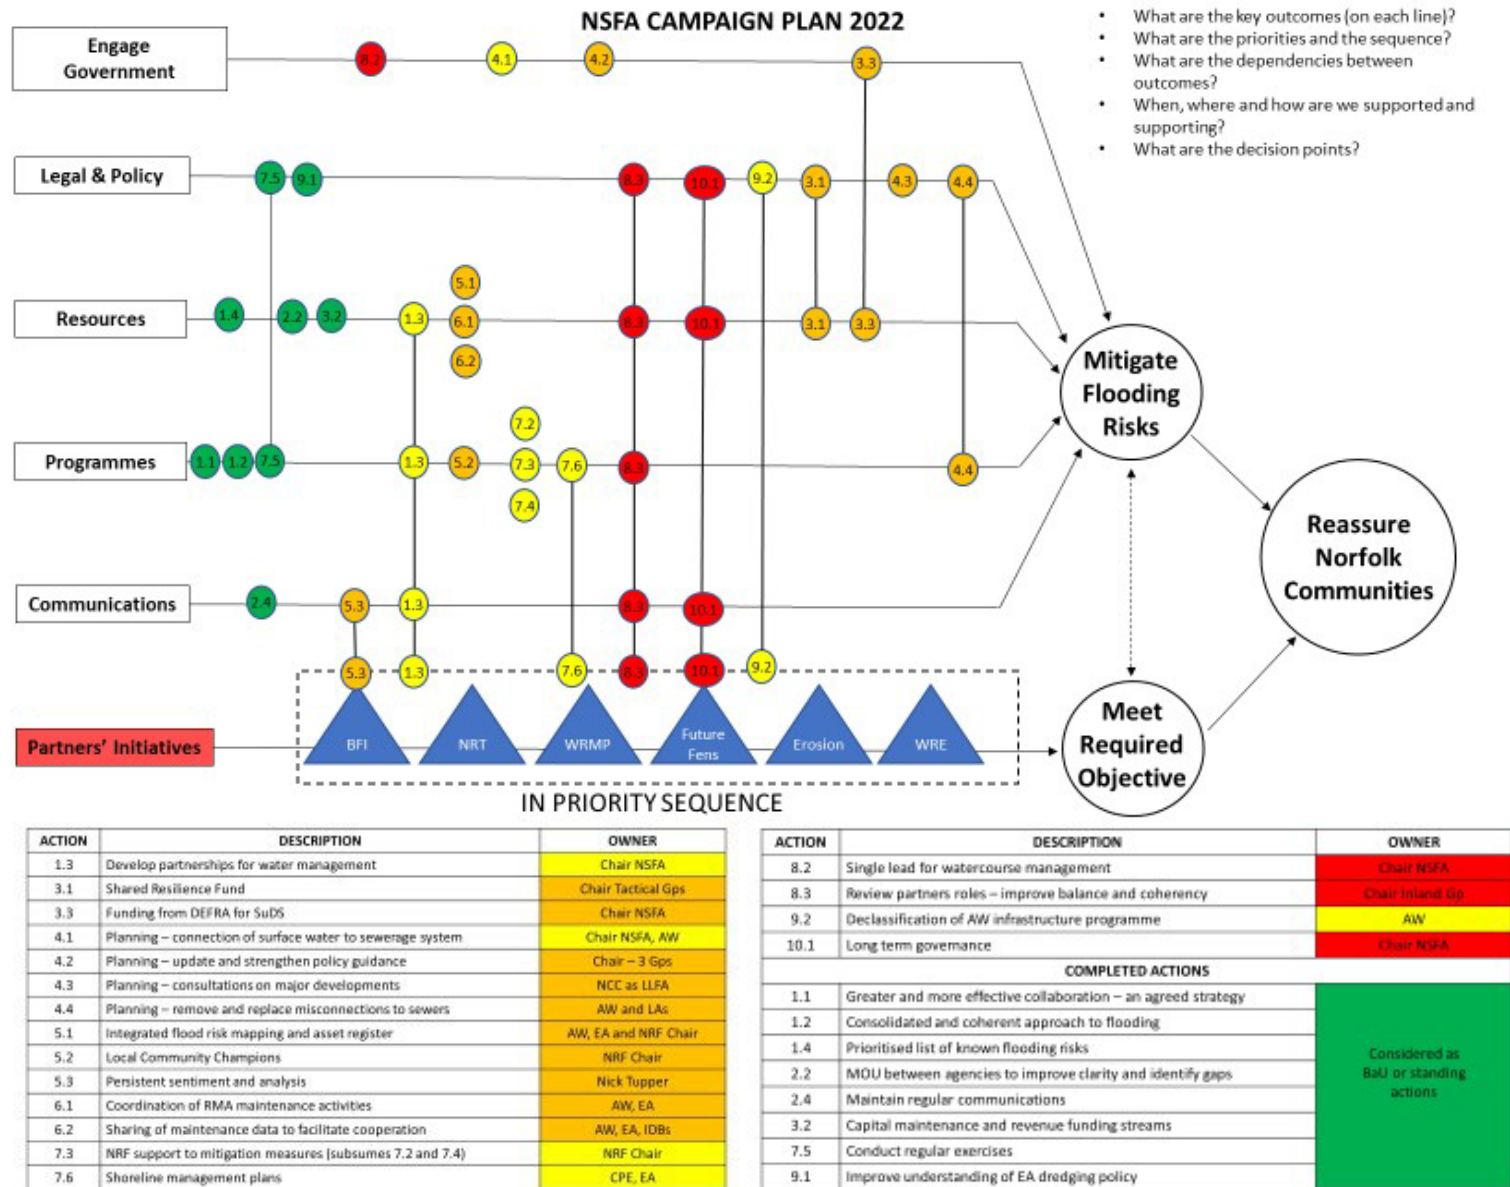 NSFA CAMPAIGN PLAN 2022
• What are the key outcomes (on each line)?
• What are the priorities and the sequence?
• What are the dependencies between
outcomes?
• When, where and how are we supported and
supporting?
• What are the decision points?
Engage
Government
8.2
4.1
4.2
3.3
Legal & Policy
7.5
9.1
8.3
10.1
9.2
3.1
4.3
4.4
5.1
Resources
1.4
2.2
3.2
1.3
6.1
8.3
10.1
3.1
3.3
6.2
Mitigate
Flooding
Risks
7.2
Programmes
1.1
1.2
7.5
1.3
5.2
7.3
7.6
8.3
4.4
7.4
Reassure
Norfolk
Communities
Communications
2.4
5.3
1.3
8.3
10.1
5.3
1.3
7.6
8.3
10.1
9.2
Partners' Initiatives
BFI
NRT
WRMP
Future
Fens
Erosion
WRE
Meet
Required
Objective
IN PRIORITY SEQUENCE
ACTION DESCRIPTION OWNER
1.3 Develop partnerships for water management Chair NSFA
3.1 Shared Resilience Fund Chair Tactical Gps
3.3 Funding from DEFRA for SuDS Chair NSFA
4.1 Planning – connection of surface water to sewerage system Chair NSFA, AW
4.2 Planning – update and strengthen policy guidance Chair – 3 Gps
4.3 Planning – consultations on major developments NCC as LLFA
4.4 Planning – remove and replace misconnections to sewers AW and LAs
5.1 Integrated flood risk mapping and asset register AW, EA and NRF Chair
5.2 Local Community Champions NRF Chair
5.3 Persistent sentiment and analysis Nick Tupper
6.1 Coordination of RMA maintenance activities AW, EA
6.2 Sharing of maintenance data to facilitate cooperation AW, EA, IDBs
7.3 NRF support to mitigation measures (subsumes 7.2 and 7.4) NRF Chair
7.6 Shoreline management plans CPE, EA
ACTION DESCRIPTION OWNER
8.2 Single lead for watercourse management Chair NSFA
8.3 Review partners roles – improve balance and coherency Chair Inland Gp
9.2 Declassification of AW infrastructure programme AW
10.1 Long term governance Chair NSFA
COMPLETED ACTIONS
1.1 Greater and more effective collaboration – an agreed strategy
1.2 Consolidated and coherent approach to flooding
1.4 Prioritised list of known flooding risks
2.2 MOU between agencies to improve clarity and identify gaps
2.4 Maintain regular communications
3.2 Capital maintenance and revenue funding streams
7.5 Conduct regular exercises
9.1 Improve understanding of EA dredging policy
Considered as
BaU or standing
actions